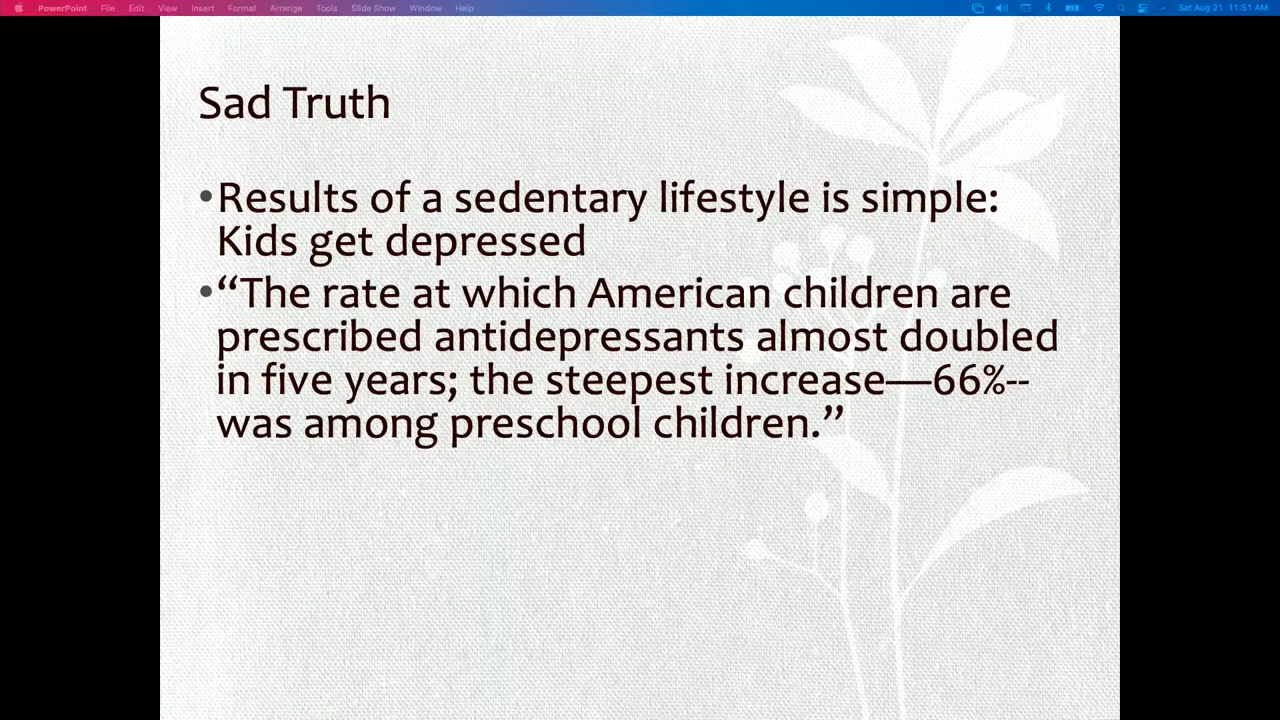 PowerPoint File Edit View Insert Format Arrange Tools Slide Show Window Help Sat Aug 21 11:51 AM
Sad Truth
•Results of a sedentary lifestyle is simple:
Kids get depressed
•“The rate at which American children are
prescribed antidepressants almost doubled
in five years; the steepest increase—66%--
was among preschool children.”